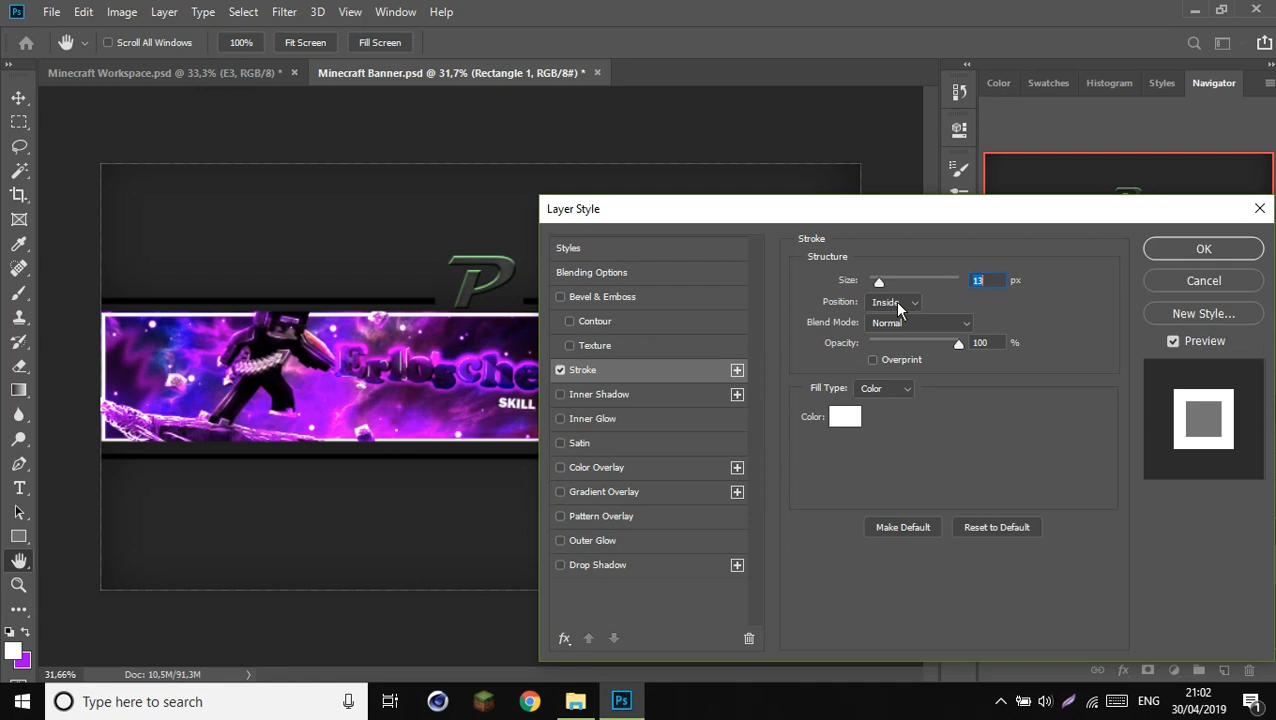 Ps File Edit Image Layer Type Select Filter 3D View Window Help
Scroll All Windows 100% Fit Screen Fill Screen
Minecraft Workspace.psd @ 33,3% (E3, RGB/8) * × Minecraft Banner.psd @ 31,7% (Rectangle 1, RGB/8#) * ×
Color Swatches Histogram Styles Navigator
P
SKILL
Layer Style
Styles
Blending Options
Bevel & Emboss
Contour
Texture
Stroke
Inner Shadow
Inner Glow
Satin
Color Overlay
Gradient Overlay
Pattern Overlay
Outer Glow
Drop Shadow
fx
Stroke
Structure
Size: 13 px
Position: Inside
Blend Mode: Normal
Opacity: 100 %
Overprint
Fill Type: Color
Color:
Make Default Reset to Default
OK
Cancel
New Style...
Preview
31,66% Doc: 10,5M/91,3M
fx
Type here to search
Ps
ENG
21:02
30/04/2019
1